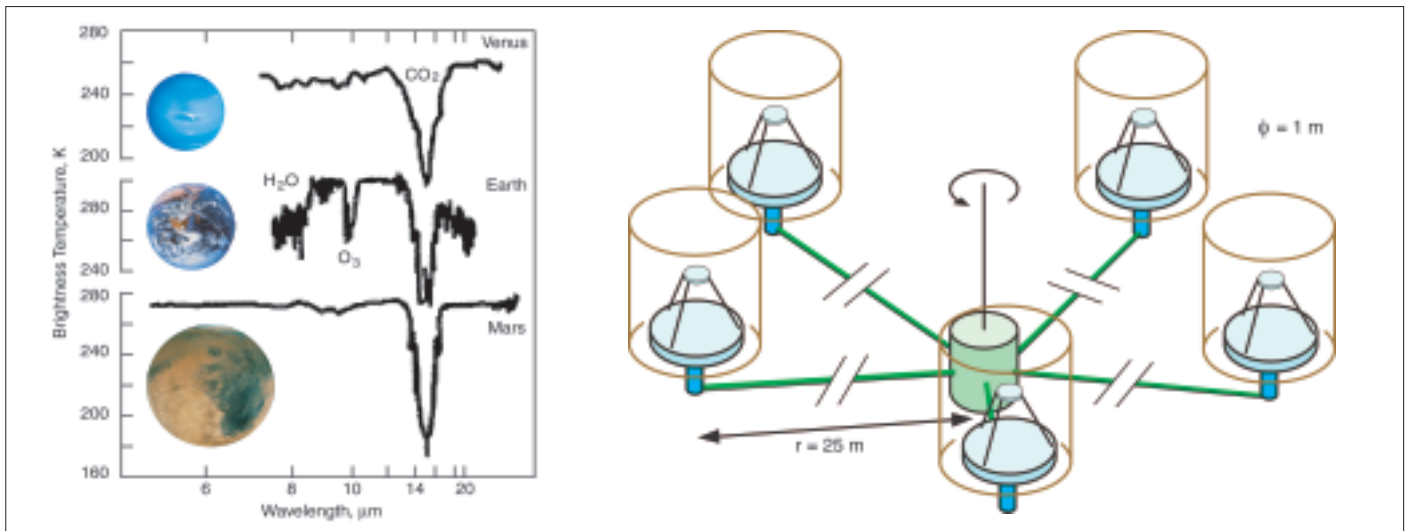 280
240
200
280
240
280
240
200
160
Brightness Temperature, K
Venus
CO₂
H₂O
Earth
O₃
Mars
6
8
10
14
20
Wavelength, μm
ϕ = 1 m
r = 25 m